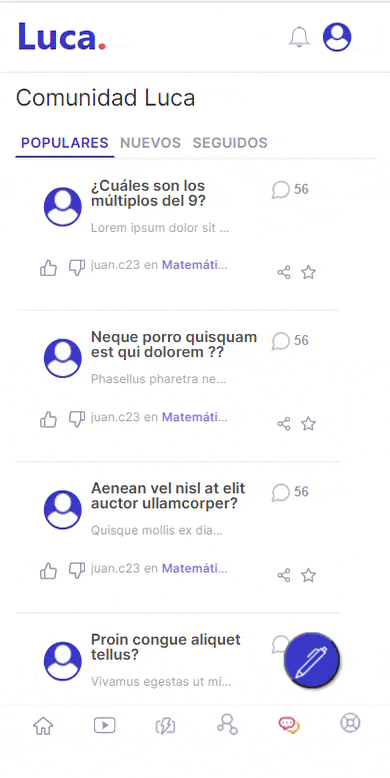 Luca.
Comunidad Luca
POPULARES NUEVOS SEGUIDOS
¿Cuáles son los
múltiplos del 9?
56
Lorem ipsum dolor sit ...
juan.c23 en Matemáti...
Neque porro quisquam
est qui dolorem ??
56
Phasellus pharetra ne...
juan.c23 en Matemáti...
Aenean vel nisl at elit
auctor ullamcorper?
56
Quisque mollis ex dia...
juan.c23 en Matemáti...
Proin congue aliquet
tellus?
Vivamus egestas ut mi...